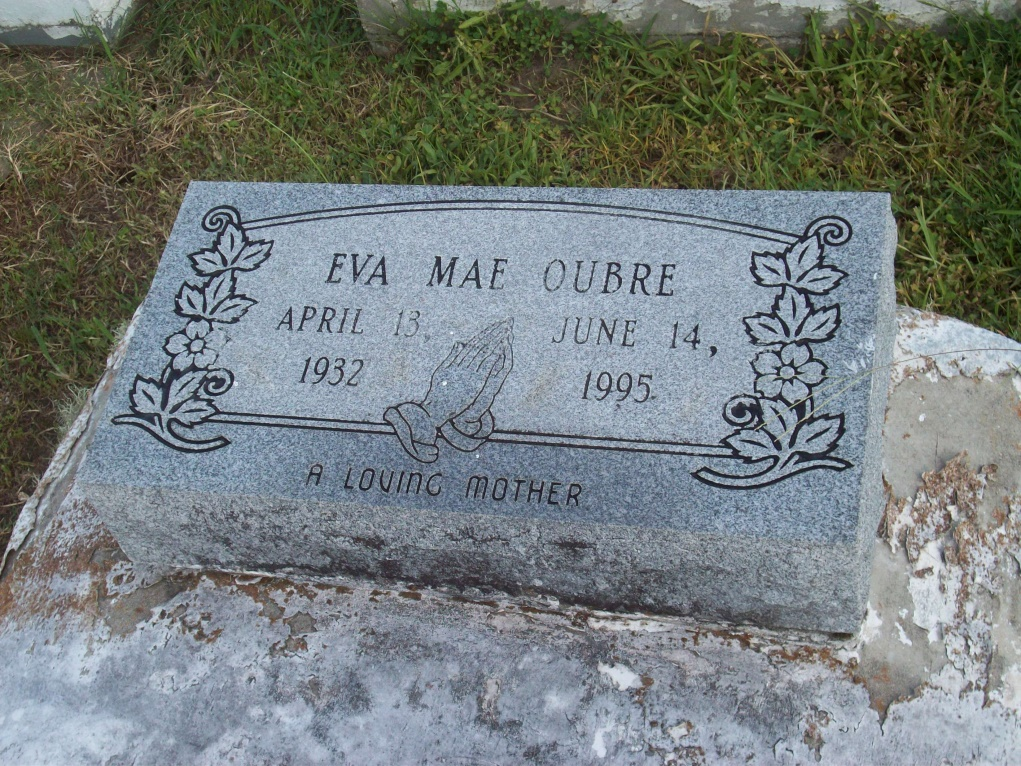 EVA MAE OUBRE
APRIL 13, JUNE 14,
1932 1995
A LOVING MOTHER